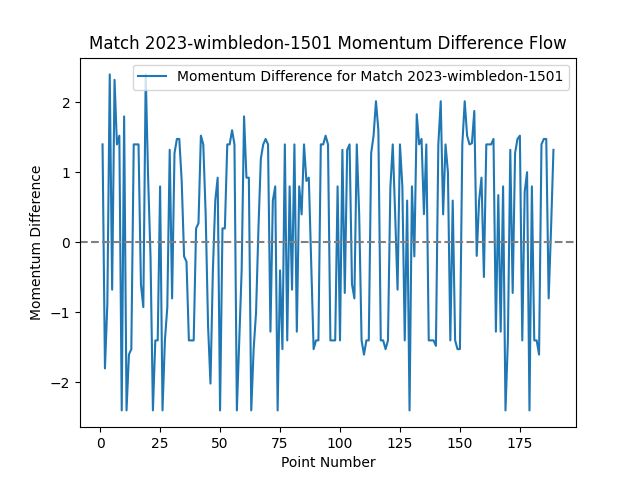 Match 2023-wimbledon-1501 Momentum Difference Flow
Momentum Difference for Match 2023-wimbledon-1501
Momentum Difference
2
1
0
−1
−2
0 25 50 75 100 125 150 175
Point Number